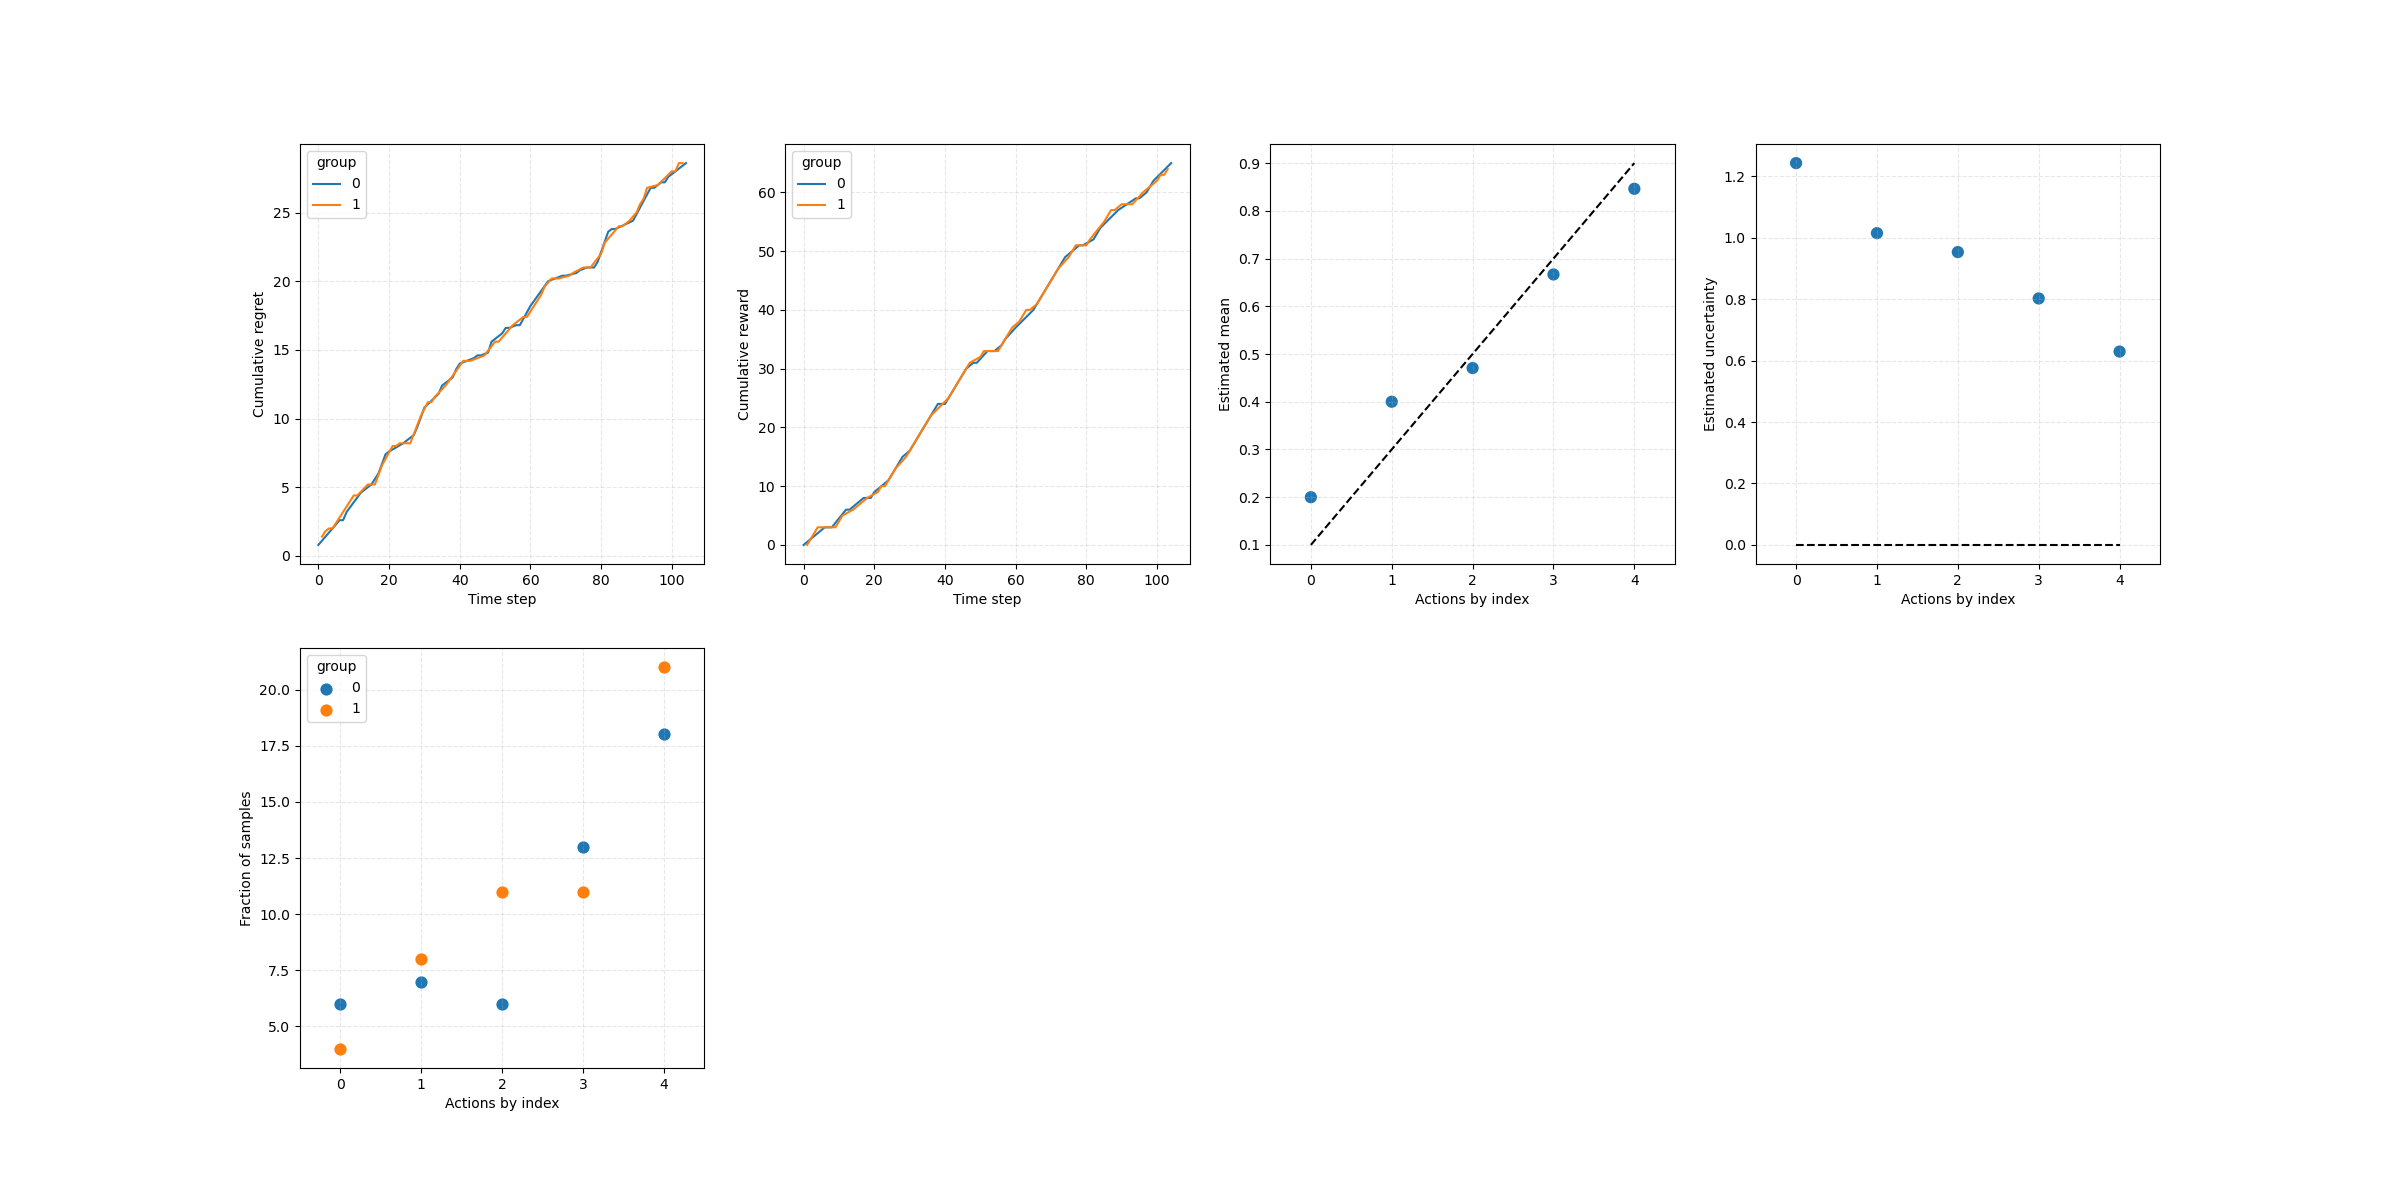 group
0
1
25
20
15
10
5
0
Cumulative regret
0 20 40 60 80 100
Time step
group
0
1
60
50
40
30
20
10
0
Cumulative reward
0 20 40 60 80 100
Time step
0.9
0.8
0.7
0.6
0.5
0.4
0.3
0.2
0.1
Estimated mean
0 1 2 3 4
Actions by index
1.2
1.0
0.8
0.6
0.4
0.2
0.0
Estimated uncertainty
0 1 2 3 4
Actions by index
group
0
1
20.0
17.5
15.0
12.5
10.0
7.5
5.0
Fraction of samples
0 1 2 3 4
Actions by index